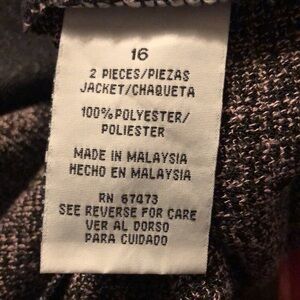 16
2 PIECES/PIEZAS
JACKET/CHAQUETA
100%POLYESTER/
POLIESTER
MADE IN MALAYSIA
HECHO EN MALAYSIA
RN 67473
SEE REVERSE FOR CARE
VER AL DORSO
PARA CUIDADO